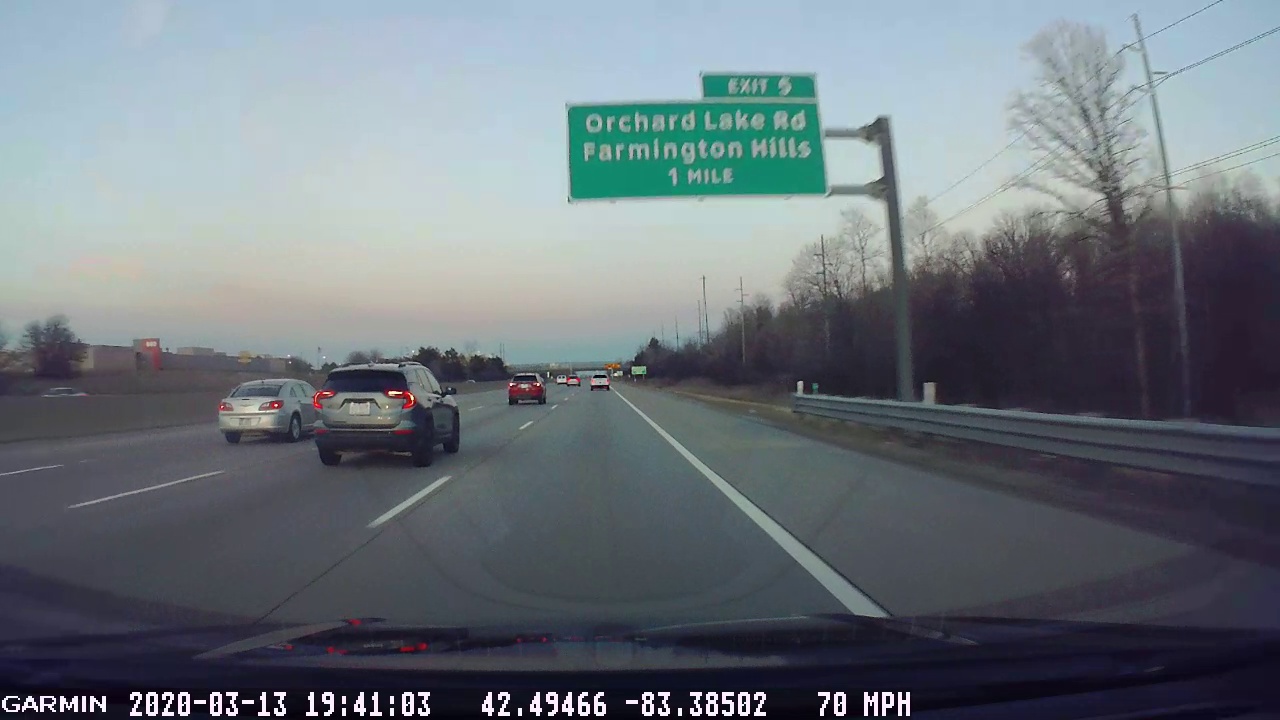 EXIT 5
Orchard Lake Rd
Farmington Hills
1 MILE
GARMIN 2020-03-13 19:41:03 42.49466 -83.38502 70 MPH